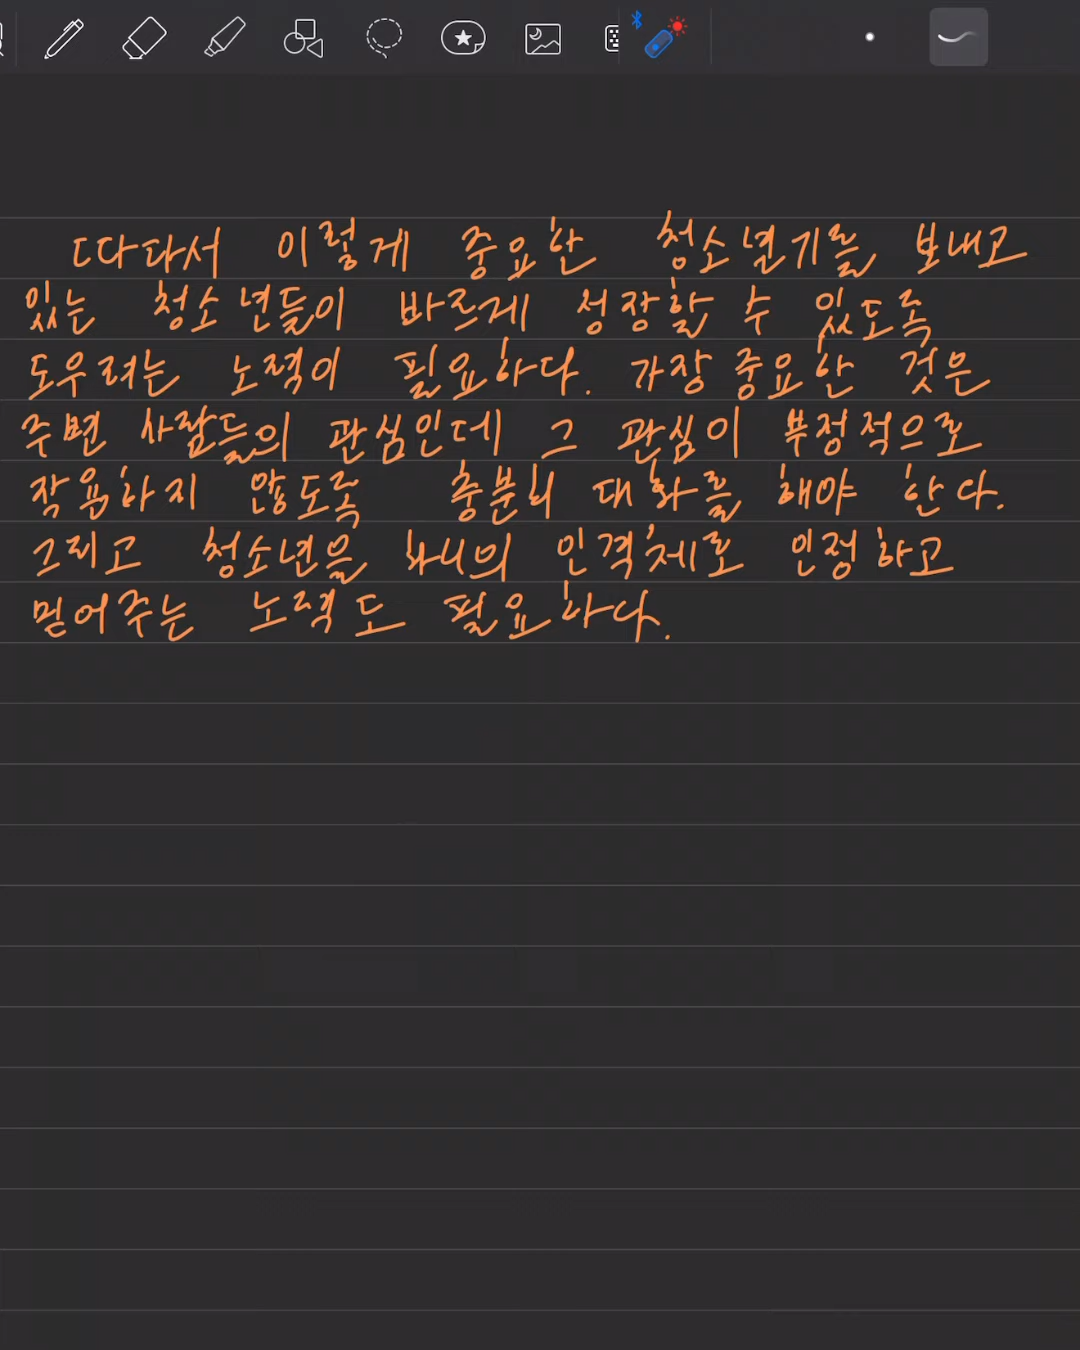 따다서 이렇게 중요한 청소년기를 보내고
있는 청소년들이 바르게 성장할 수 있도록
도우려는 노력이 필요하다. 가장 중요한 것은
주변 사람들의 관심인데 그 관심이 부정적으로
작용하지 않도록 충분히 대화를 해야 한다.
그리고 청소년을 하나의 인격체로 인정하고
믿어주는 노력도 필요하다.